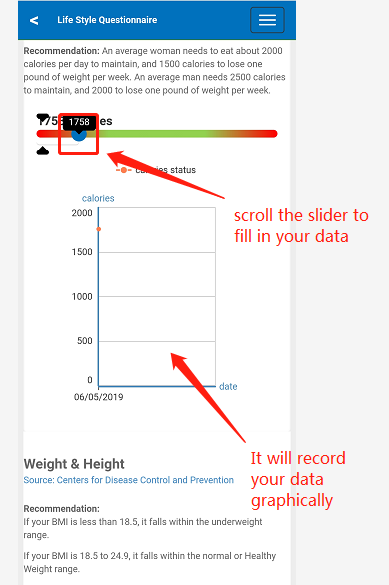 Life Style Questionnaire
Recommendation: An average woman needs to eat about 2000
calories per day to maintain, and 1500 calories to lose one
pound of weight per week. An average man needs 2500 calories
to maintain, and 2000 to lose one pound of weight per week.
1758
calories status
scroll the slider to
fill in your data
calories
2000
1500
1000
500
0
date
06/05/2019
It will record
your data
graphically
Weight & Height
Source: Centers for Disease Control and Prevention
Recommendation:
If your BMI is less than 18.5, it falls within the underweight
range.
If your BMI is 18.5 to 24.9, it falls within the normal or Healthy
Weight range.